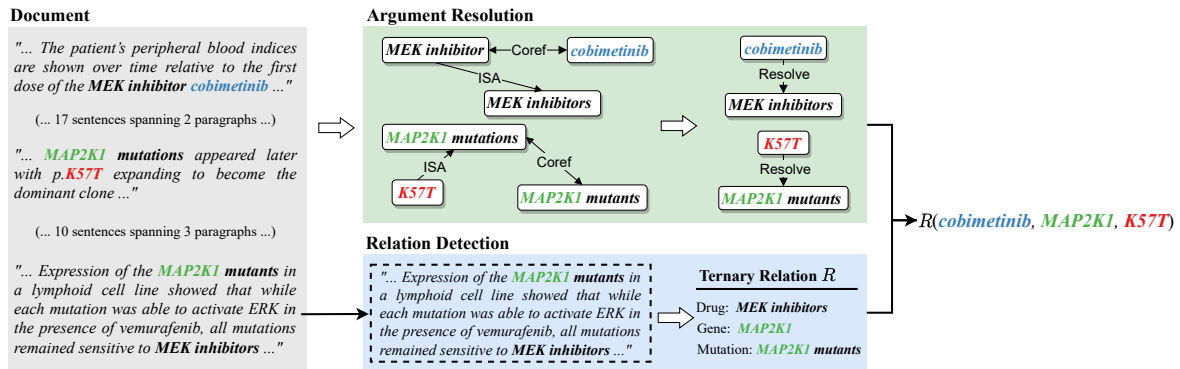 Document
"... The patient's peripheral blood indices
are shown over time relative to the first
dose of the MEK inhibitor cobimetinib ..."
(... 17 sentences spanning 2 paragraphs ...)
"... MAP2K1 mutations appeared later
with p.K57T expanding to become the
dominant clone ..."
(... 10 sentences spanning 3 paragraphs ...)
"... Expression of the MAP2K1 mutants in
a lymphoid cell line showed that while
each mutation was able to activate ERK in
the presence of vemurafenib, all mutations
remained sensitive to MEK inhibitors ..."
Argument Resolution
MEK inhibitor
Coref
cobimetinib
ISA
MEK inhibitors
MAP2K1 mutations
ISA
Coref
K57T
MAP2K1 mutants
cobimetinib
Resolve
MEK inhibitors
K57T
Resolve
MAP2K1 mutants
Relation Detection
"... Expression of the MAP2K1 mutants in
a lymphoid cell line showed that while
each mutation was able to activate ERK in
the presence of vemurafenib, all mutations
remained sensitive to MEK inhibitors ..."
Ternary Relation R
Drug: MEK inhibitors
Gene: MAP2K1
Mutation: MAP2K1 mutants
R(cobimetinib, MAP2K1, K57T)